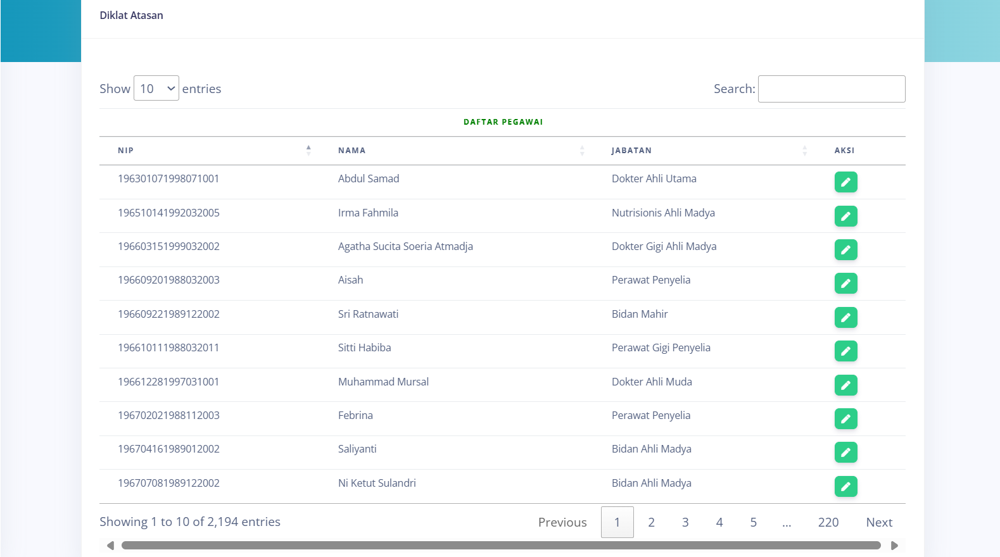 Diklat Atasan
Show 10 entries Search:
DAFTAR PEGAWAI
NIP NAMA JABATAN AKSI
196301071998071001 Abdul Samad Dokter Ahli Utama
196510141992032005 Irma Fahmila Nutrisionis Ahli Madya
196603151999032002 Agatha Sucita Soeria Atmadja Dokter Gigi Ahli Madya
196609201988032003 Aisah Perawat Penyelia
196609221989122002 Sri Ratnawati Bidan Mahir
196610111988032011 Sitti Habiba Perawat Gigi Penyelia
196612281997031001 Muhammad Mursal Dokter Ahli Muda
196702021988112003 Febrina Perawat Penyelia
196704161989012002 Saliyanti Bidan Ahli Madya
196707081989122002 Ni Ketut Sulandri Bidan Ahli Madya
Showing 1 to 10 of 2,194 entries Previous 1 2 3 4 5 ... 220 Next